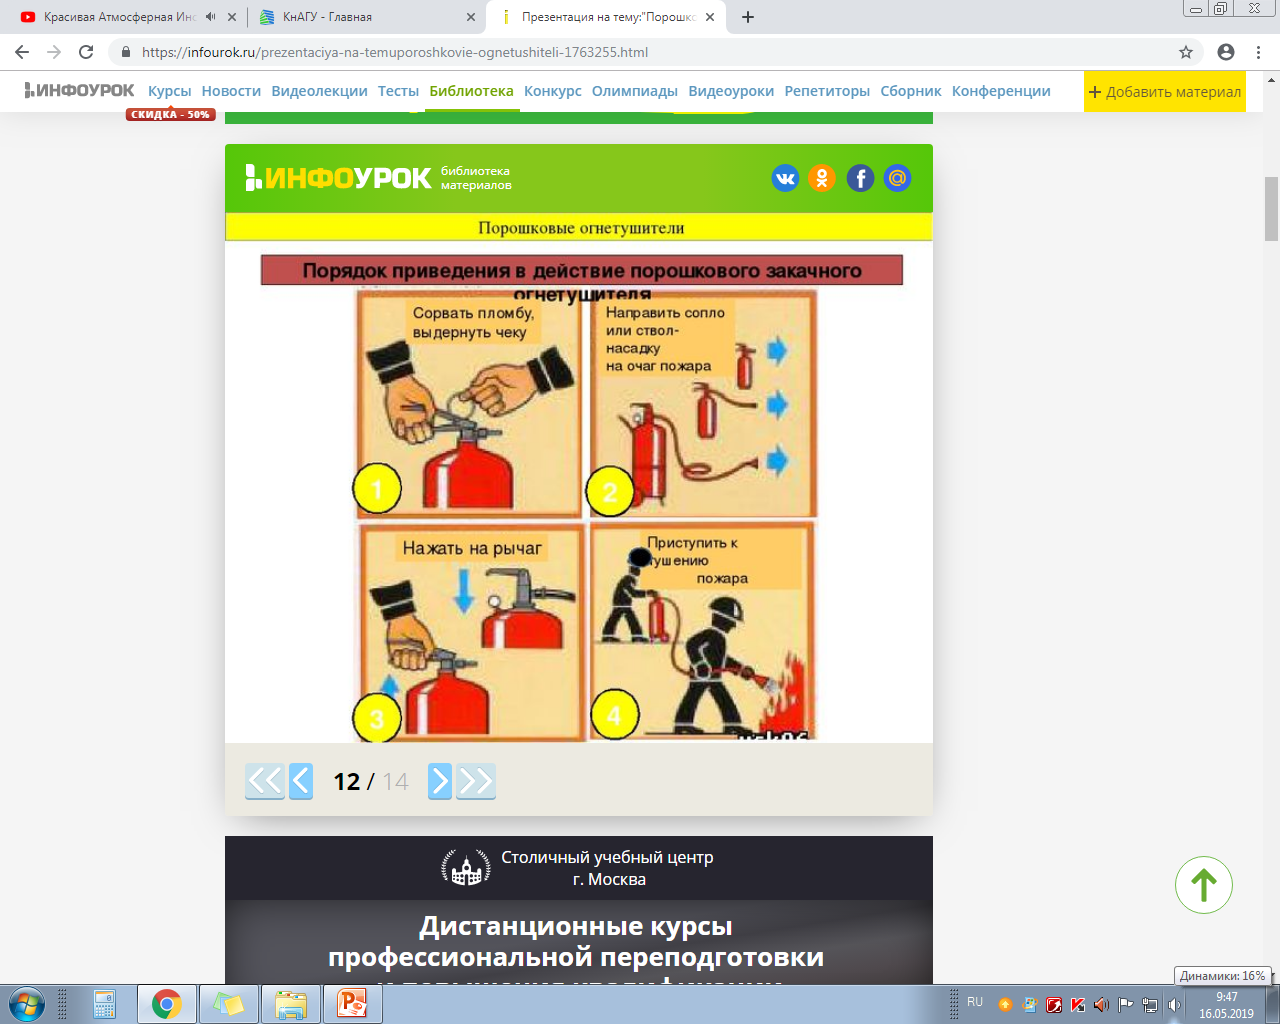 Красивая Атмосферная Инс
КнАГУ - Главная
Презентация на тему:"Порошко
https://infourok.ru/prezentaciya-na-temuporoshkovie-ognetushiteli-1763255.html
ИНФОУРОК
Курсы Новости Видеолекции Тесты Библиотека Конкурс Олимпиады Видеоуроки Репетиторы Сборник Конференции
+ Добавить материал
СКИДКА - 50%
ИНФОУРОК
библиотека
материалов
Порошковые огнетушители
Порядок приведения в действие порошкового закачного
огнетушителя
Сорвать пломбу,
выдернуть чеку
1
Направить сопло
или ствол-
насадку
на очаг пожара
2
Нажать на рычаг
3
Приступить к
тушению
пожара
4
12 / 14
Столичный учебный центр
г. Москва
Дистанционные курсы
профессиональной переподготовки
и повышения квалификации
Динамики: 16%
RU
9:47
16.05.2019